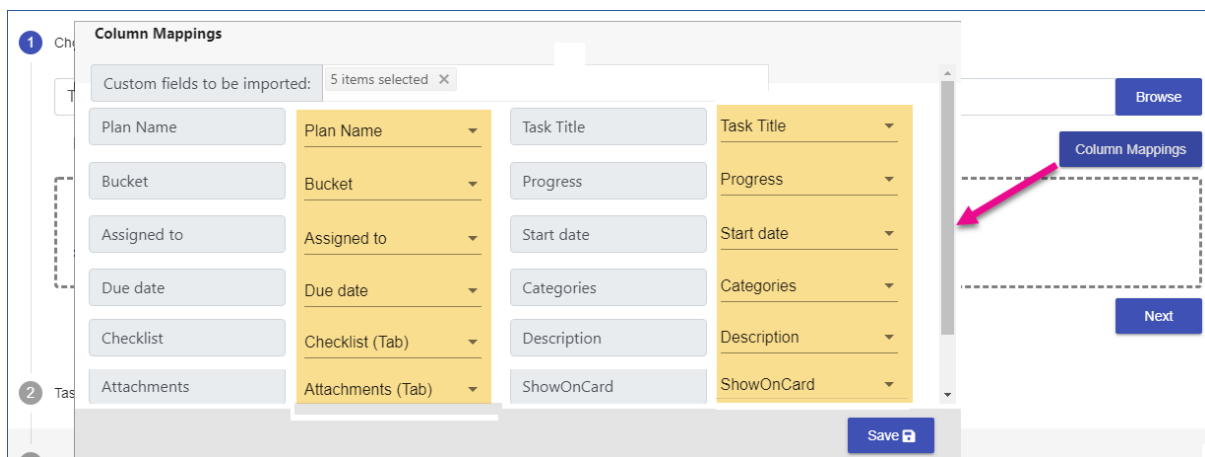 Column Mappings
1
Custom fields to be imported: 5 items selected ×
Browse
Plan Name Plan Name Task Title Task Title
Column Mappings
Bucket Bucket Progress Progress
Assigned to Assigned to Start date Start date
Due date Due date Categories Categories
Next
Checklist Checklist (Tab) Description Description
2
Attachments Attachments (Tab) ShowOnCard ShowOnCard
Save